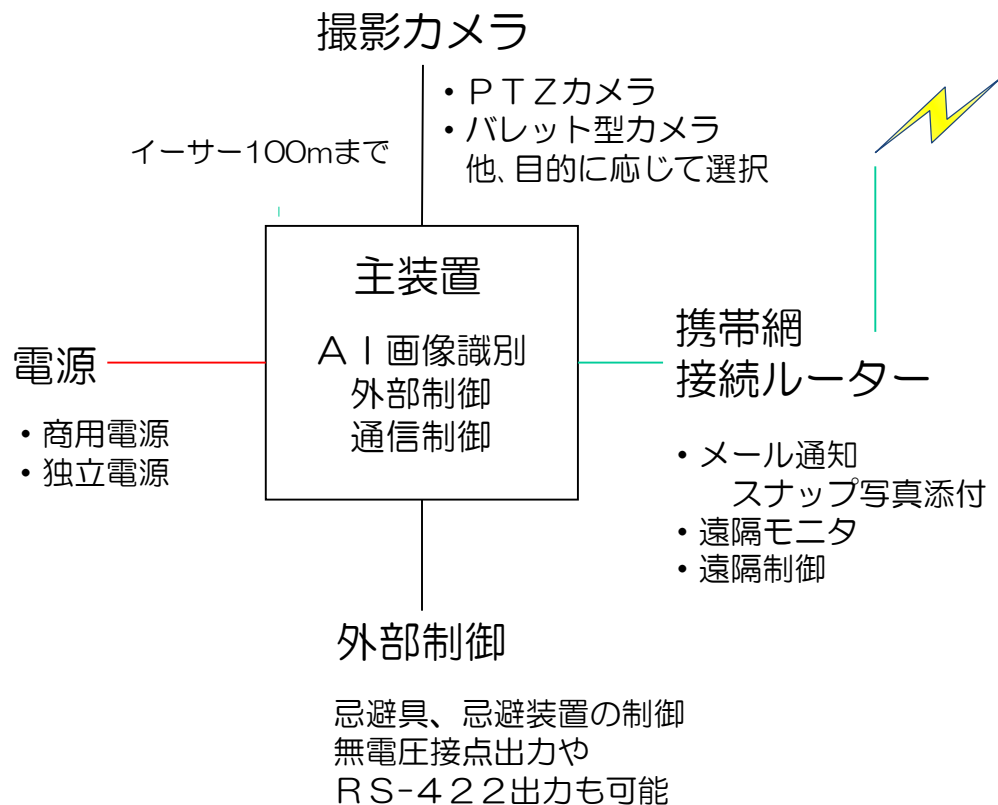 撮影カメラ
・ＰＴＺカメラ
・バレット型カメラ
他、目的に応じて選択
イーサー100mまで
主装置
ＡＩ画像識別
外部制御
通信制御
電源
・商用電源
・独立電源
携帯網
接続ルーター
・メール通知
スナップ写真添付
・遠隔モニタ
・遠隔制御
外部制御
忌避具、忌避装置の制御
無電圧接点出力や
ＲＳ-４２２出力も可能